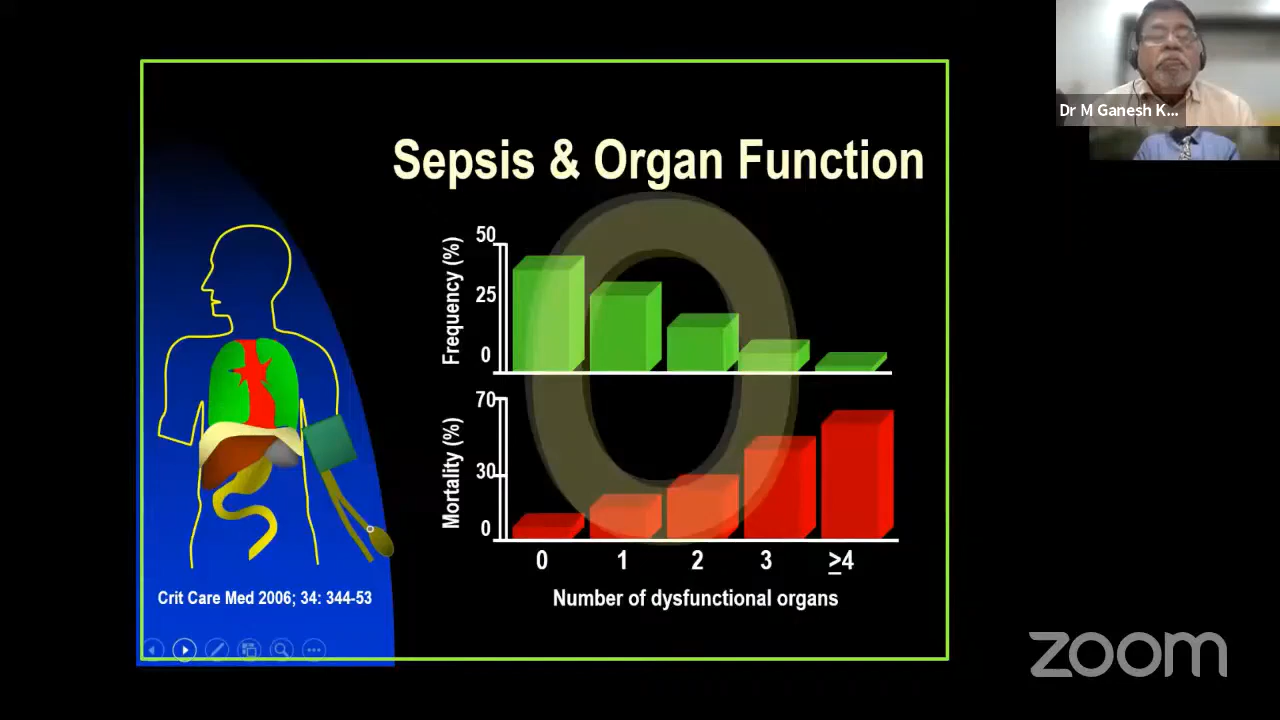 Dr M Ganesh K...
Sepsis & Organ Function
Frequency (%)
50
25
0
Mortality (%)
70
30
0
0 1 2 3 >4
Number of dysfunctional organs
Crit Care Med 2006; 34: 344-53
O
zoom